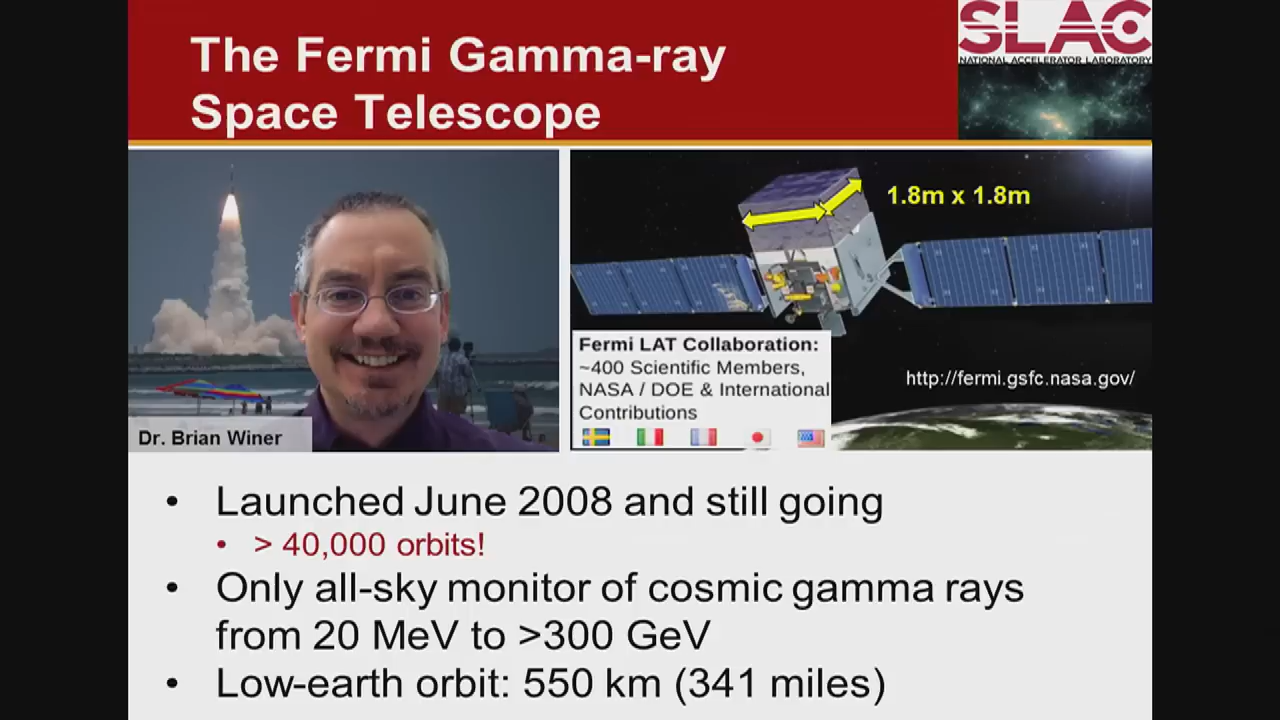 The Fermi Gamma-ray
Space Telescope
SLAC
NATIONAL ACCELERATOR LABORATORY
Dr. Brian Winer
1.8m x 1.8m
Fermi LAT Collaboration:
~400 Scientific Members,
NASA / DOE & International
Contributions
http://fermi.gsfc.nasa.gov/
• Launched June 2008 and still going
• > 40,000 orbits!
• Only all-sky monitor of cosmic gamma rays
from 20 MeV to >300 GeV
• Low-earth orbit: 550 km (341 miles)